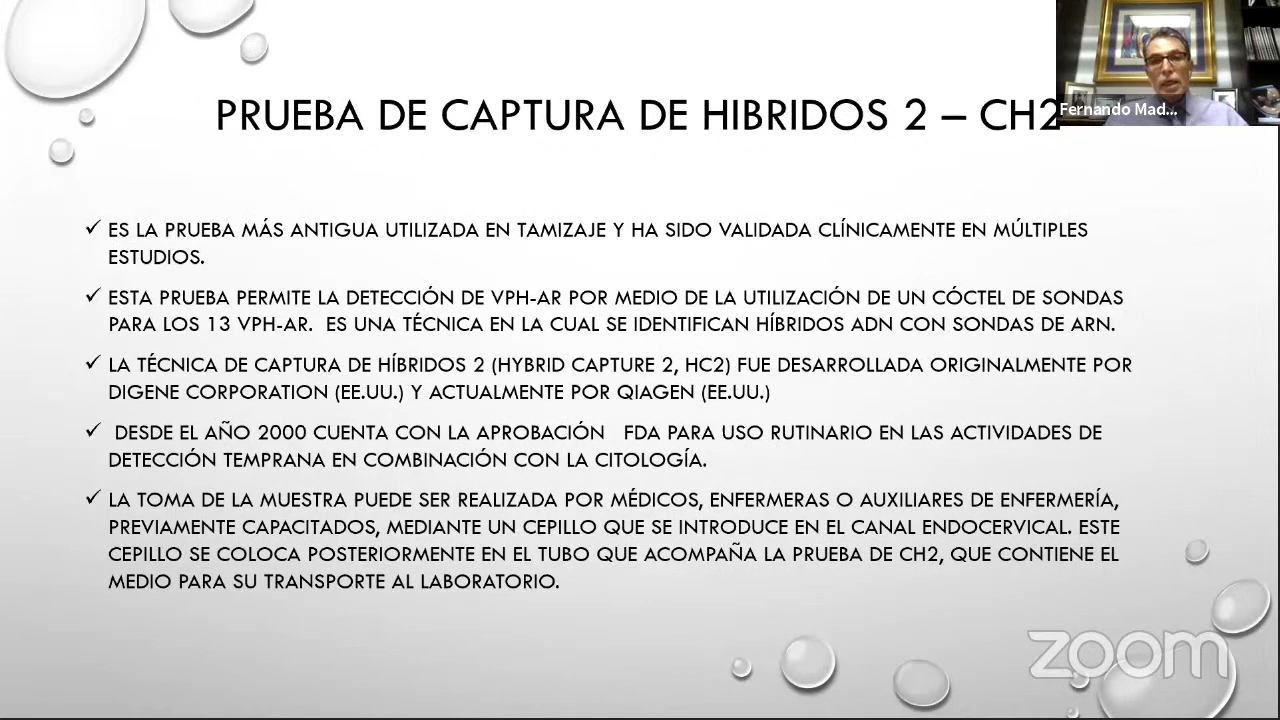 PRUEBA DE CAPTURA DE HIBRIDOS 2 – CH2
Fernando Mad...
✓ ES LA PRUEBA MÁS ANTIGUA UTILIZADA EN TAMIZAJE Y HA SIDO VALIDADA CLÍNICAMENTE EN MÚLTIPLES
ESTUDIOS.
✓ ESTA PRUEBA PERMITE LA DETECCIÓN DE VPH-AR POR MEDIO DE LA UTILIZACIÓN DE UN CÓCTEL DE SONDAS
PARA LOS 13 VPH-AR. ES UNA TÉCNICA EN LA CUAL SE IDENTIFICAN HÍBRIDOS ADN CON SONDAS DE ARN.
✓ LA TÉCNICA DE CAPTURA DE HÍBRIDOS 2 (HYBRID CAPTURE 2, HC2) FUE DESARROLLADA ORIGINALMENTE POR
DIGENE CORPORATION (EE.UU.) Y ACTUALMENTE POR QIAGEN (EE.UU.)
✓ DESDE EL AÑO 2000 CUENTA CON LA APROBACIÓN FDA PARA USO RUTINARIO EN LAS ACTIVIDADES DE
DETECCIÓN TEMPRANA EN COMBINACIÓN CON LA CITOLOGÍA.
✓ LA TOMA DE LA MUESTRA PUEDE SER REALIZADA POR MÉDICOS, ENFERMERAS O AUXILIARES DE ENFERMERÍA,
PREVIAMENTE CAPACITADOS, MEDIANTE UN CEPILLO QUE SE INTRODUCE EN EL CANAL ENDOCERVICAL. ESTE
CEPILLO SE COLOCA POSTERIORMENTE EN EL TUBO QUE ACOMPAÑA LA PRUEBA DE CH2, QUE CONTIENE EL
MEDIO PARA SU TRANSPORTE AL LABORATORIO.
zoom